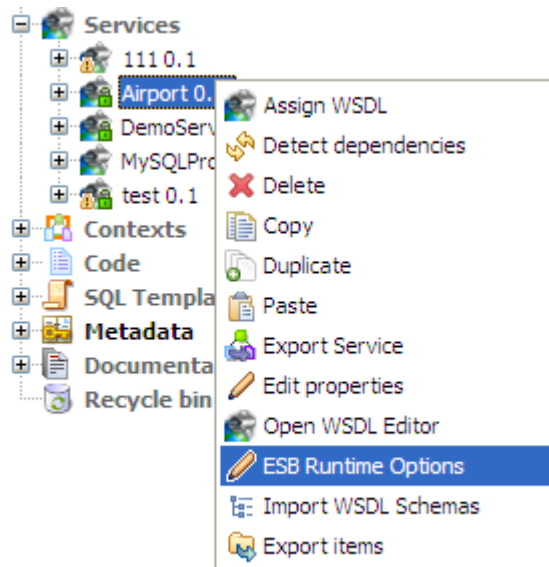 Services
111 0.1
Airport 0.
DemoServ
MySQLPro
test 0.1
Contexts
Code
SQL Templa
Metadata
Documenta
Recycle bin
Assign WSDL
Detect dependencies
Delete
Copy
Duplicate
Paste
Export Service
Edit properties
Open WSDL Editor
ESB Runtime Options
Import WSDL Schemas
Export items